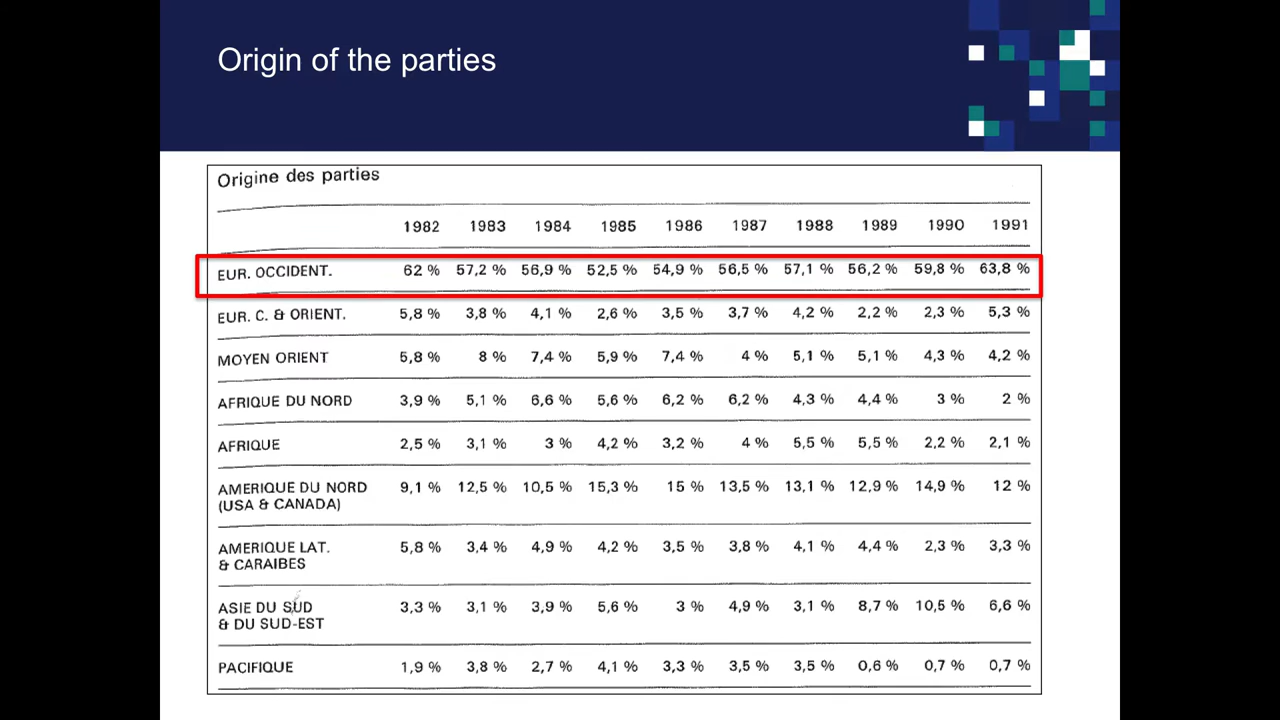 Origin of the parties
Origine des parties
1982 1983 1984 1985 1986 1987 1988 1989 1990 1991
EUR. OCCIDENT. 62 % 57,2 % 56,9 % 52,5 % 54,9 % 56,5 % 57,1 % 56,2 % 59,8 % 63,8 %
EUR. C. & ORIENT. 5,8 % 3,8 % 4,1 % 2,6 % 3,5 % 3,7 % 4,2 % 2,2 % 2,3 % 5,3 %
MOYEN ORIENT 5,8 % 8 % 7,4 % 5,9 % 7,4 % 4 % 5,1 % 5,1 % 4,3 % 4,2 %
AFRIQUE DU NORD 3,9 % 5,1 % 6,6 % 5,6 % 6,2 % 6,2 % 4,3 % 4,4 % 3 % 2 %
AFRIQUE 2,5 % 3,1 % 3 % 4,2 % 3,2 % 4 % 5,5 % 5,5 % 2,2 % 2,1 %
AMERIQUE DU NORD 9,1 % 12,5 % 10,5 % 15,3 % 15 % 13,5 % 13,1 % 12,9 % 14,9 % 12 %
(USA & CANADA)
AMERIQUE LAT. 5,8 % 3,4 % 4,9 % 4,2 % 3,5 % 3,8 % 4,1 % 4,4 % 2,3 % 3,3 %
& CARAIBES
ASIE DU SUD 3,3 % 3,1 % 3,9 % 5,6 % 3 % 4,9 % 3,1 % 8,7 % 10,5 % 6,6 %
& DU SUD-EST
PACIFIQUE 1,9 % 3,8 % 2,7 % 4,1 % 3,3 % 3,5 % 3,5 % 0,6 % 0,7 % 0,7 %